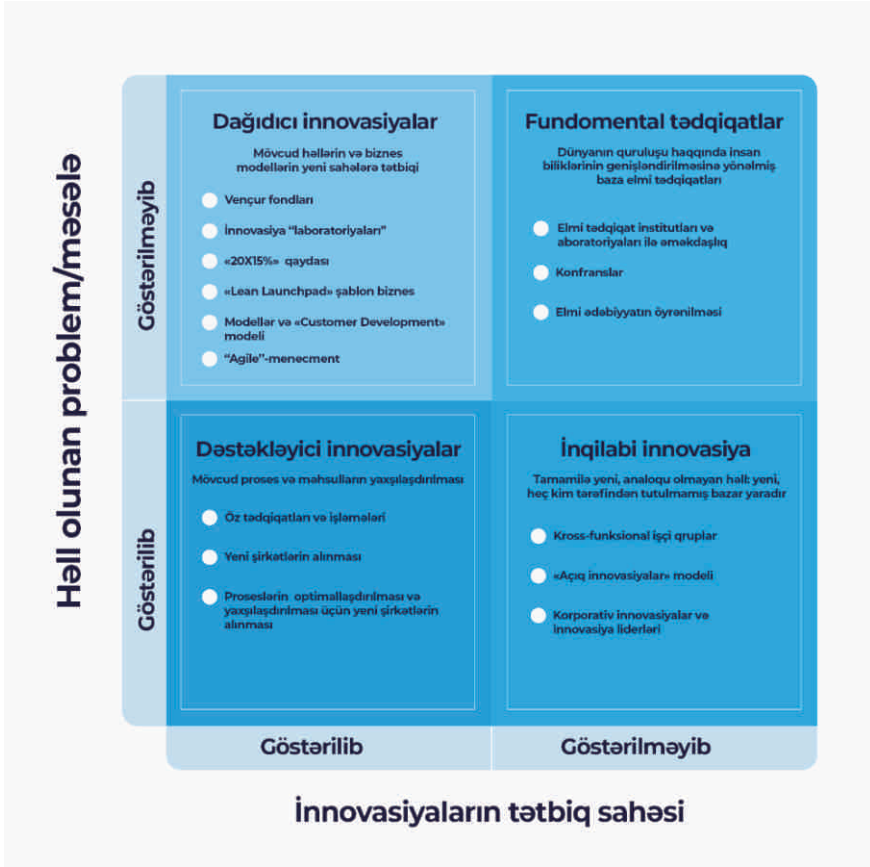 Həll olunan problem/məsələ
Göstərilməyib
Dağıdıcı innovasiyalar
Mövcud həllərin və biznes
modellərin yeni sahələrə tətbiqi
Vençur fondları
İnnovasiya “laboratoriyaları”
«20X15%» qaydası
«Lean Launchpad» şablon biznes
Modellər və «Customer Development»
modeli
“Agile”-menecment
Fundomental tədqiqatlar
Dünyanın quruluşu haqqında insan
biliklərinin genişləndirilməsinə yönəlmiş
baza elmi tədqiqatları
Elmi tədqiqat institutları və
aboratoriyaları ilə əməkdaşlıq
Konfranslar
Elmi ədəbiyyatın öyrənilməsi
Göstərilib
Dəstəkləyici innovasiyalar
Mövcud proses və məhsulların yaxşılaşdırılması
Öz tədqiqatları və işləmələri
Yeni şirkətlərin alınması
Proseslərin optimallaşdırılması və
yaxşılaşdırılması üçün yeni şirkətlərin
alınması
İnqilabi innovasiya
Tamamilə yeni, analoqu olmayan həll: yeni,
heç kim tərəfindən tutulmamış bazar yaradır
Kross-funksional işçi qruplar
«Açıq innovasiyalar» modeli
Korporativ innovasiyalar və
innovasiya liderləri
Göstərilib
Göstərilməyib
İnnovasiyaların tətbiq sahəsi